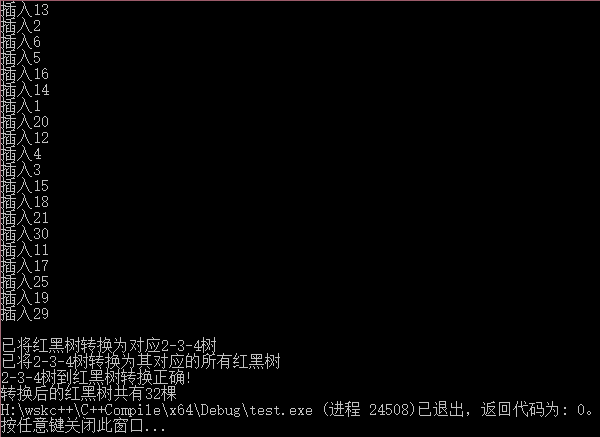 插入13
插入2
插入6
插入5
插入16
插入14
插入1
插入20
插入12
插入4
插入3
插入15
插入18
插入21
插入30
插入11
插入17
插入25
插入19
插入29
已将红黑树转换为对应2-3-4树
已将2-3-4树转换为其对应的所有红黑树
2-3-4树到红黑树转换正确!
转换后的红黑树共有32棵
H:\wskc++\C++Compile\x64\Debug\test.exe (进程 24508)已退出，返回代码为: 0。
按任意键关闭此窗口...